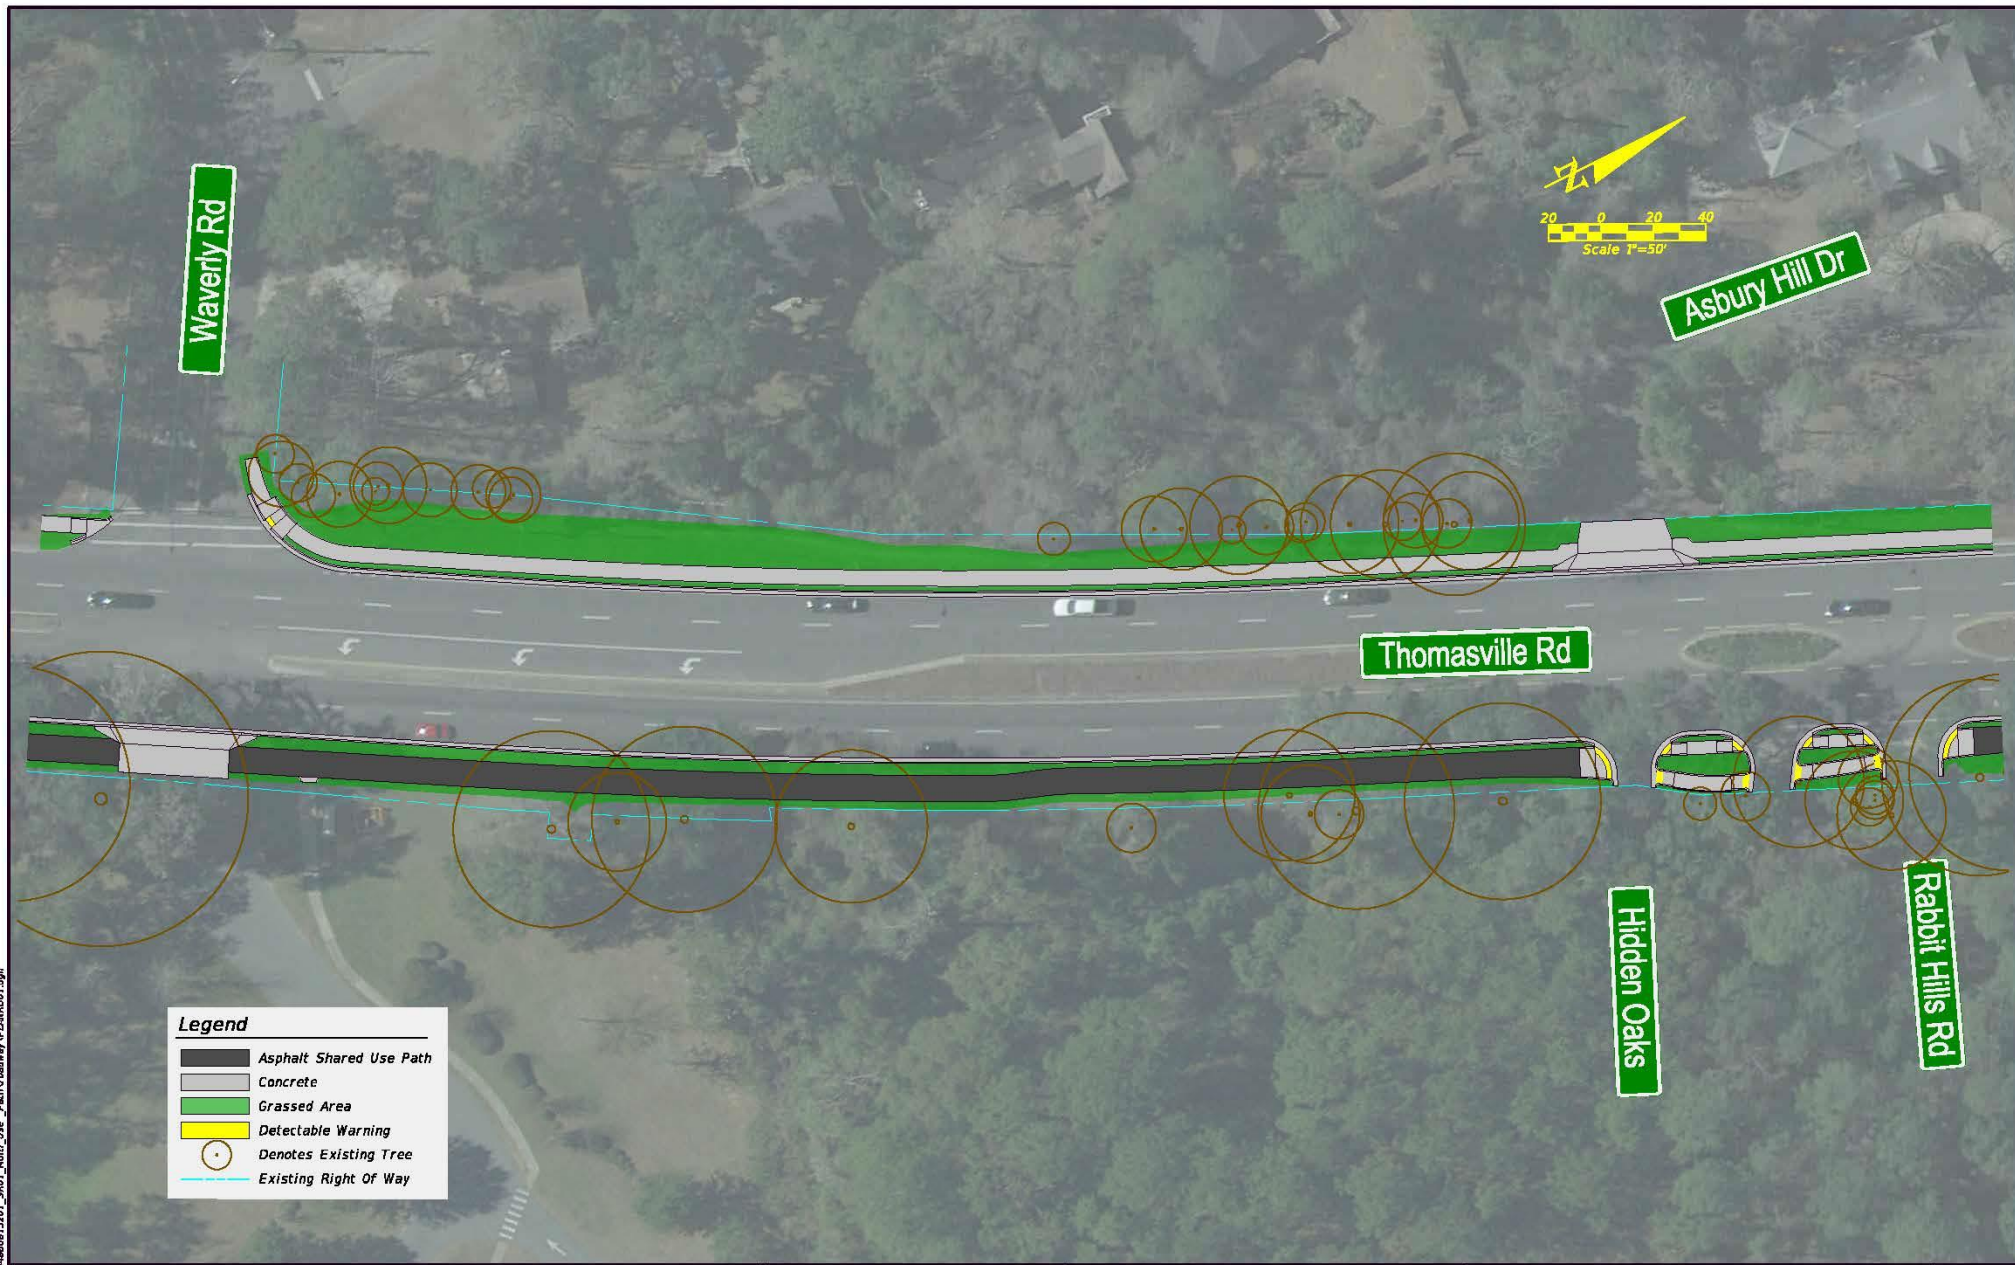 Waverly Rd
N
20 0 20 40
Scale 1"=50'
Asbury Hill Dr
Thomasville Rd
Hidden Oaks
Rabbit Hills Rd
Legend
Asphalt Shared Use Path
Concrete
Grassed Area
Detectable Warning
Denotes Existing Tree
Existing Right Of Way